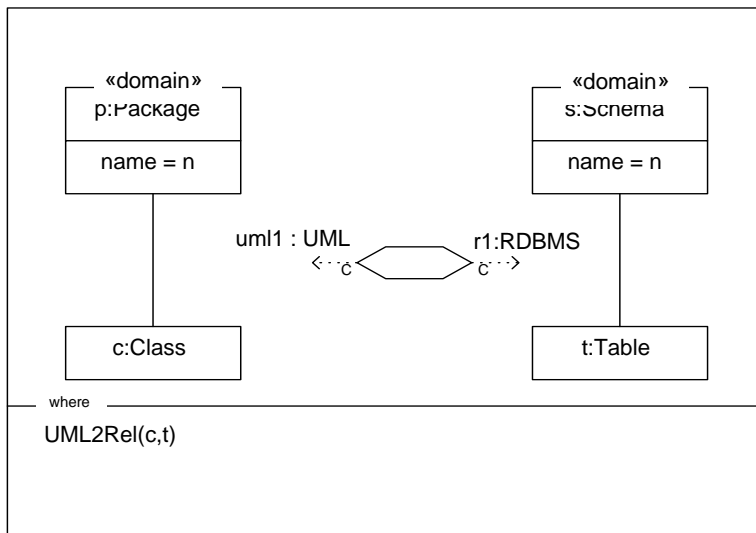 «domain»
p:Package
name = n
«domain»
s:Schema
name = n
uml1 : UML
r1:RDBMS
C
C
c:Class
t:Table
where
UML2Rel(c,t)